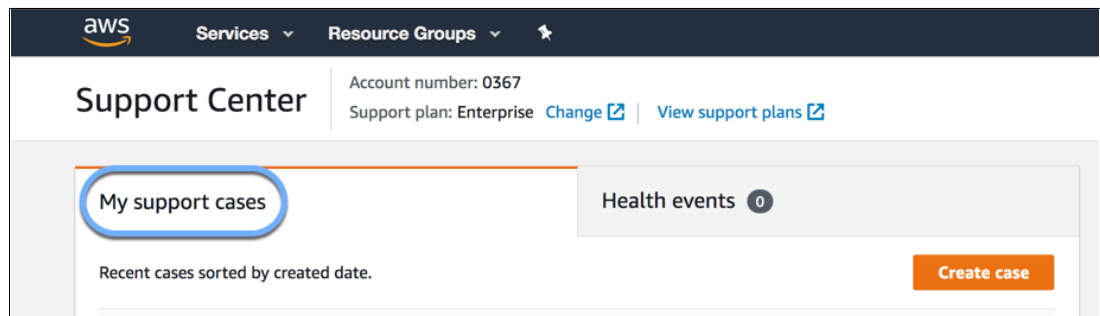 aws Services Resource Groups
Support Center
Account number: 0367
Support plan: Enterprise Change View support plans
My support cases
Health events 0
Recent cases sorted by created date.
Create case